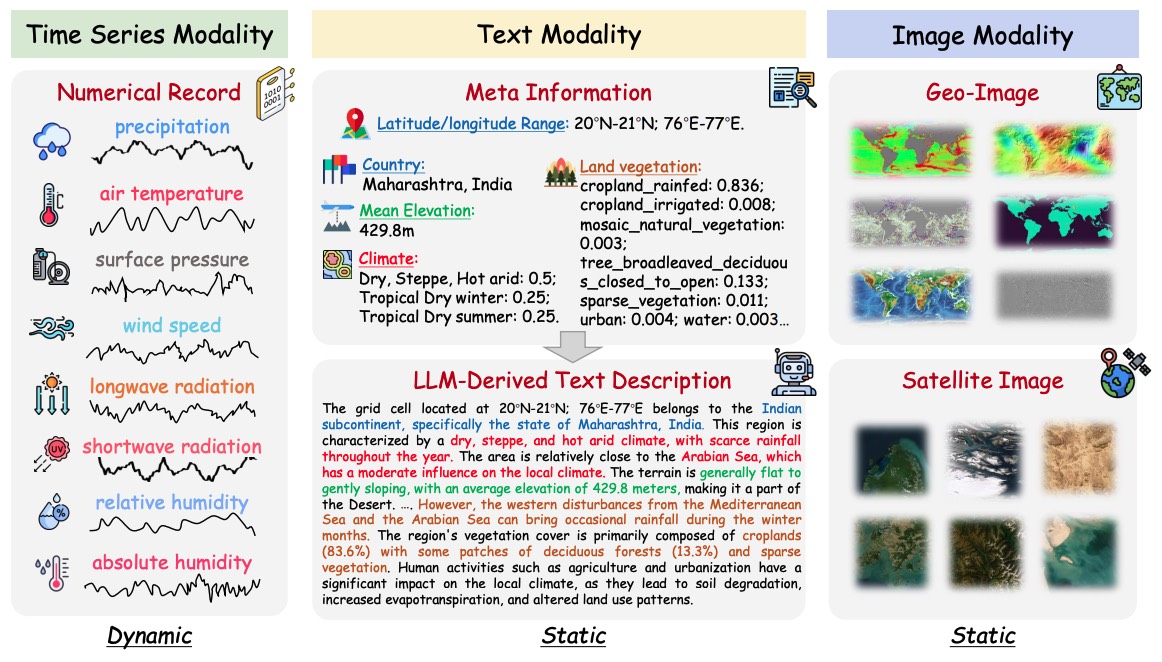 Time Series Modality
Numerical Record
1010
0001
precipitation
air temperature
surface pressure
wind speed
longwave radiation
UV
shortwave radiation
relative humidity
%
absolute humidity
Dynamic
Text Modality
Meta Information
T
Latitude/longitude Range: 20°N-21°N; 76°E-77°E.
Country:
Maharashtra, India
Mean Elevation:
429.8m
Climate:
Dry, Steppe, Hot arid: 0.5;
Tropical Dry winter: 0.25;
Tropical Dry summer: 0.25.
Land vegetation:
cropland_rainfed: 0.836;
cropland_irrigated: 0.008;
mosaic_natural_vegetation:
0.003;
tree_broadleaved_deciduou
s_closed_to_open: 0.133;
sparse_vegetation: 0.011;
urban: 0.004; water: 0.003...
LLM-Derived Text Description
The grid cell located at 20°N-21°N; 76°E-77°E belongs to the Indian
subcontinent, specifically the state of Maharashtra, India. This region is
characterized by a dry, steppe, and hot arid climate, with scarce rainfall
throughout the year. The area is relatively close to the Arabian Sea, which
has a moderate influence on the local climate. The terrain is generally flat to
gently sloping, with an average elevation of 429.8 meters, making it a part of
the Desert. .... However, the western disturbances from the Mediterranean
Sea and the Arabian Sea can bring occasional rainfall during the winter
months. The region's vegetation cover is primarily composed of croplands
(83.6%) with some patches of deciduous forests (13.3%) and sparse
vegetation. Human activities such as agriculture and urbanization have a
significant impact on the local climate, as they lead to soil degradation,
increased evapotranspiration, and altered land use patterns.
Static
Image Modality
Geo-Image
Satellite Image
Static